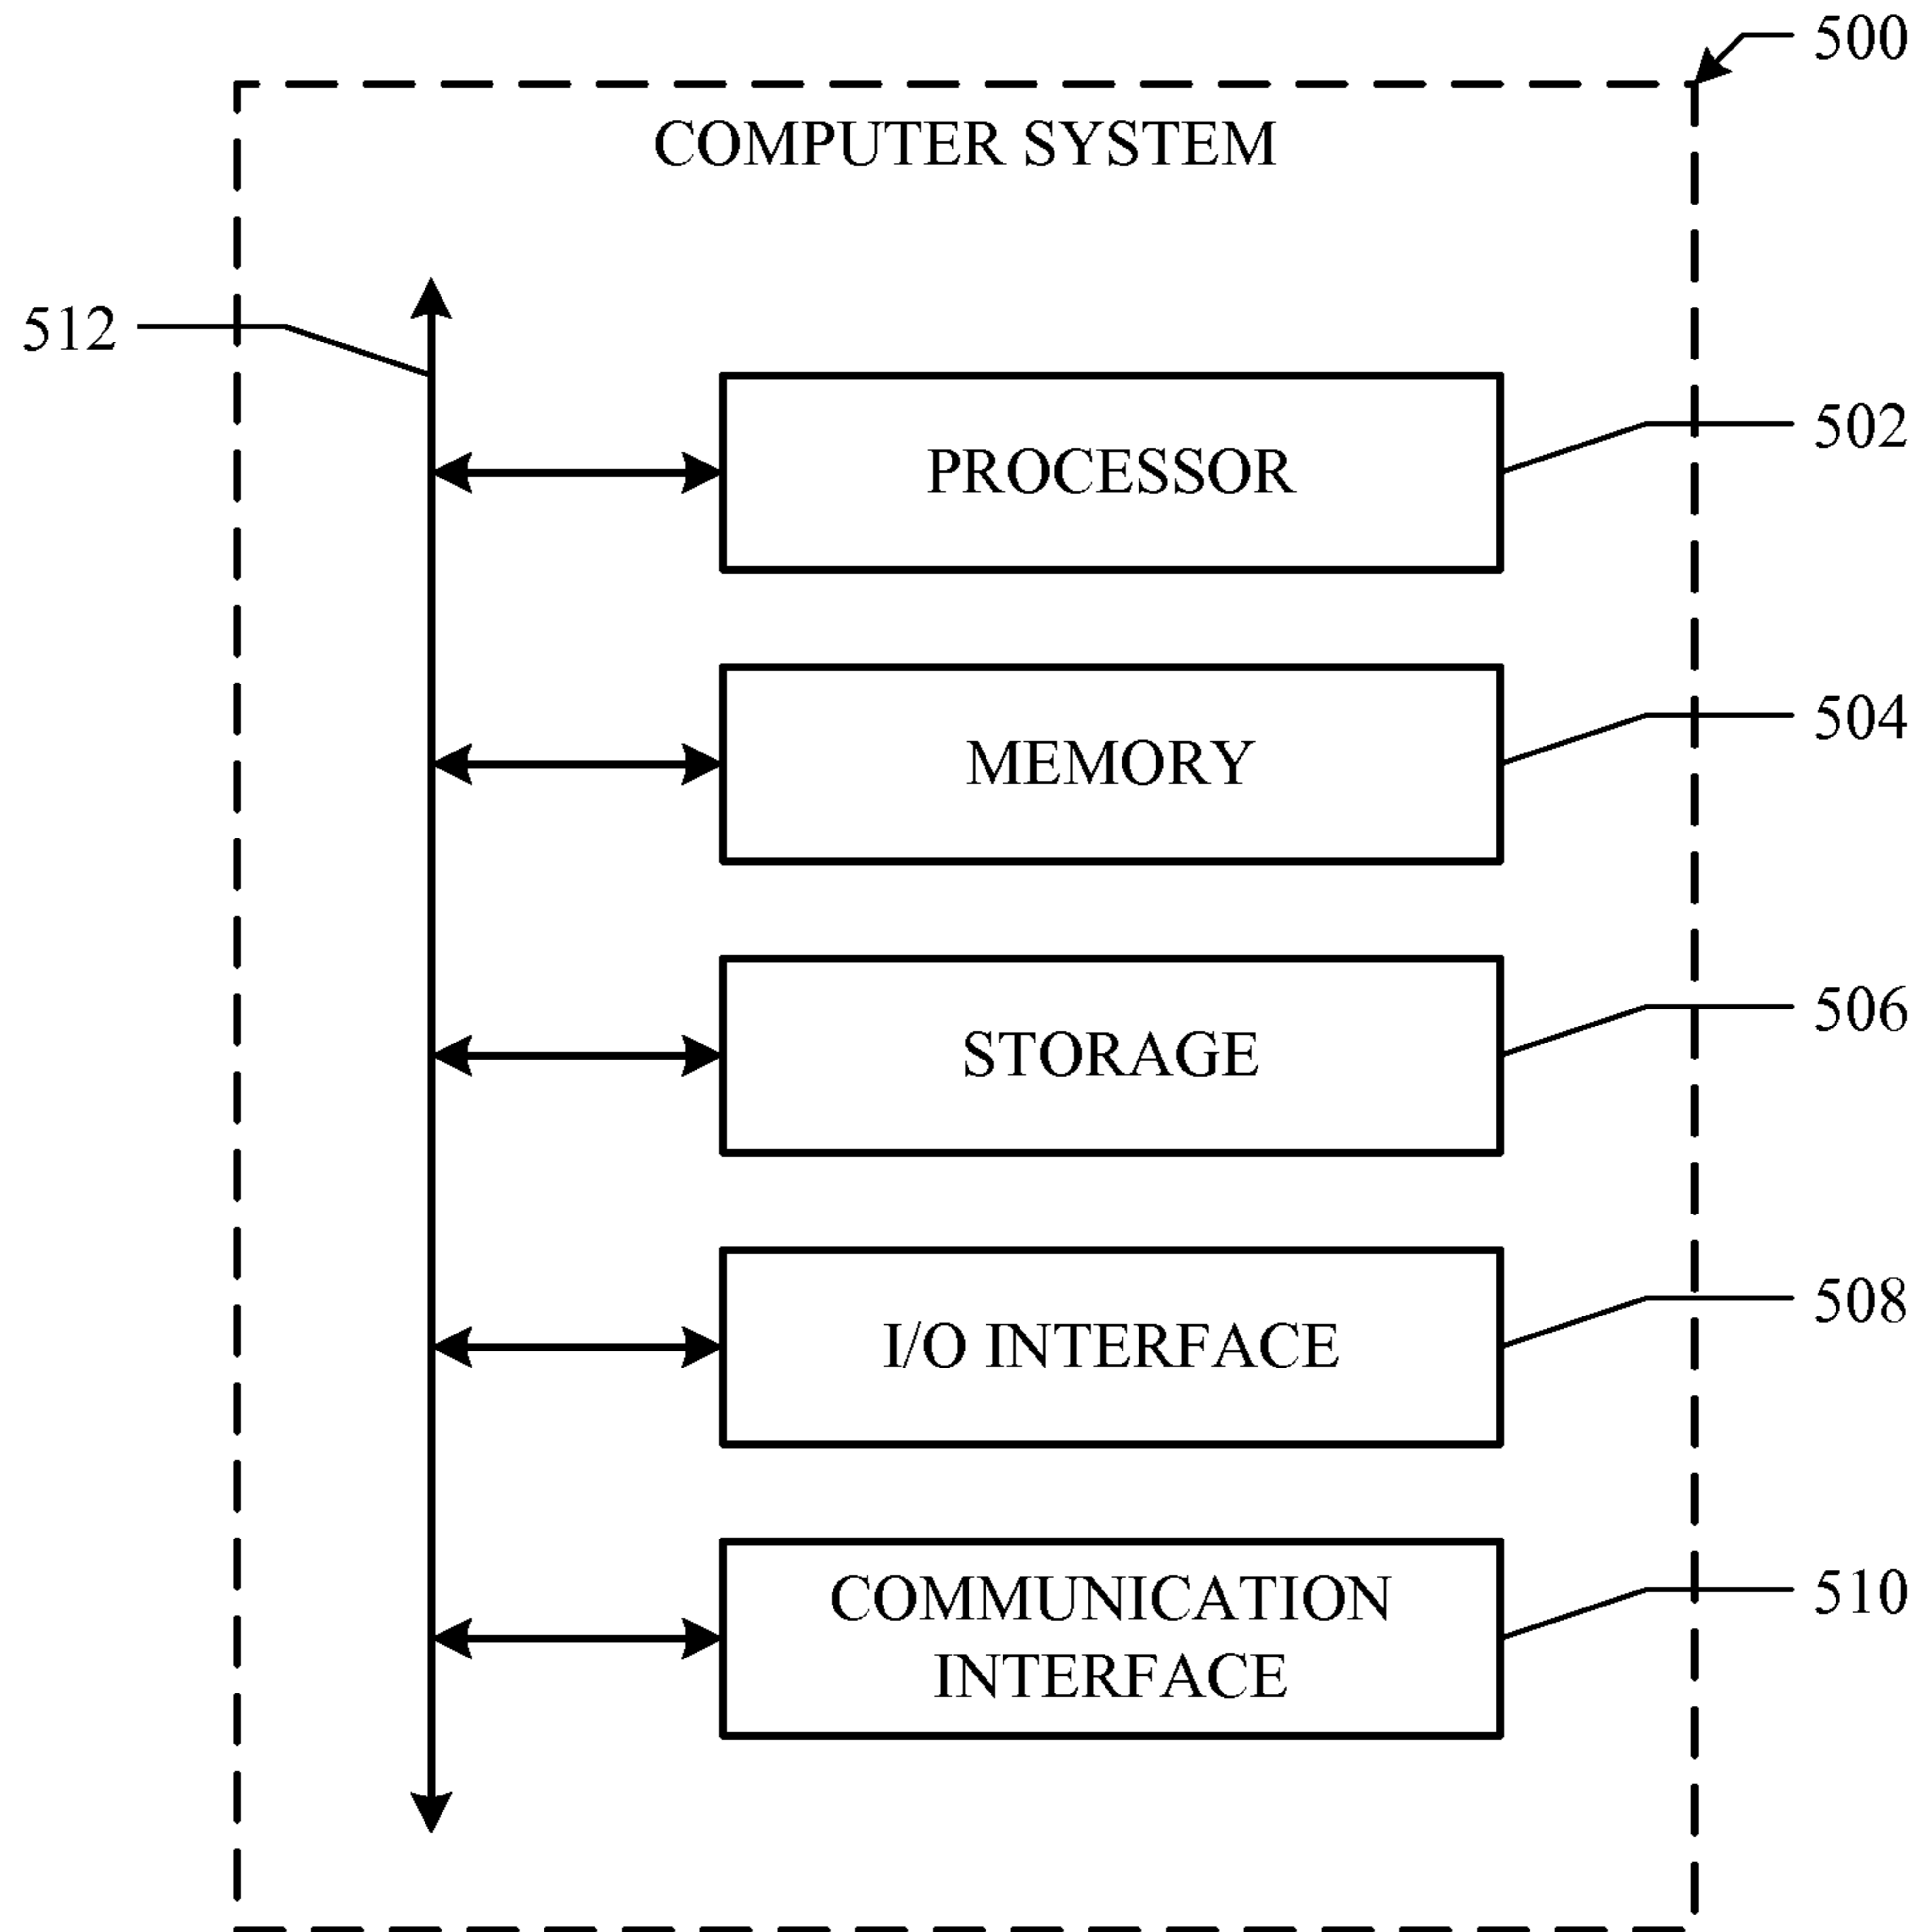 500
COMPUTER SYSTEM
512
PROCESSOR
502
MEMORY
504
STORAGE
506
I/O INTERFACE
508
COMMUNICATION
INTERFACE
510